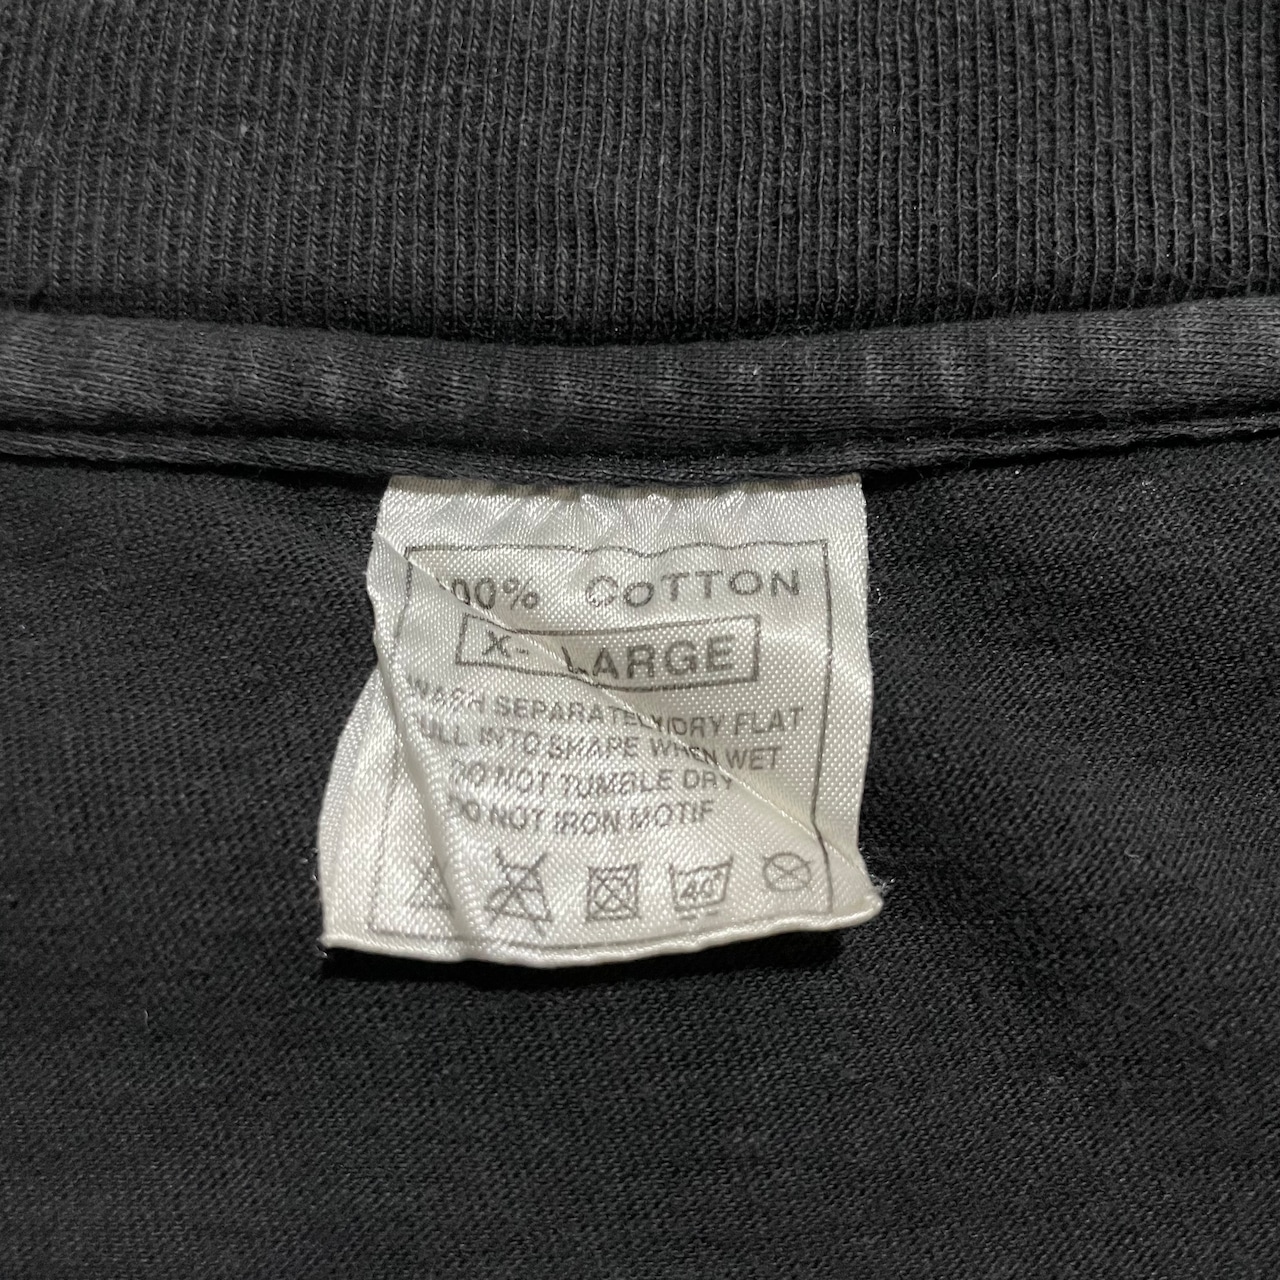 100% COTTON
X- LARGE
WASH SEPARATELY/DRY FLAT
PULL INTO SHAPE WHEN WET
DO NOT TUMBLE DRY
DO NOT IRON MOTIF
40°